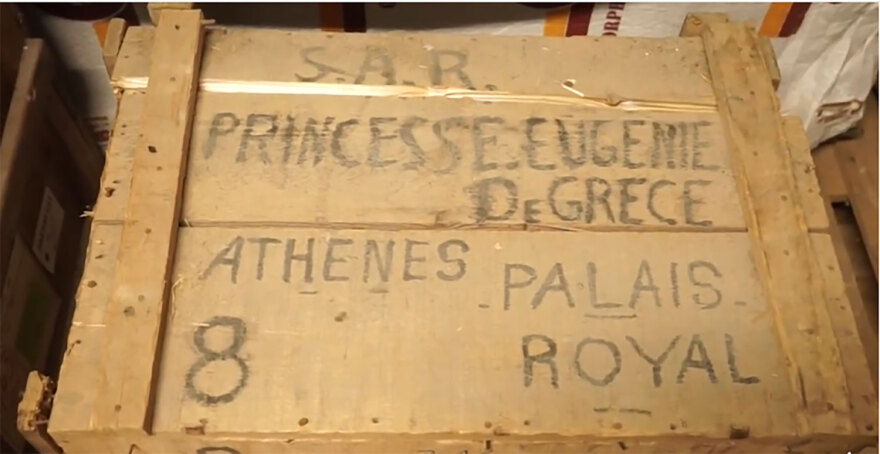 S.A.R.
PRINCESSE.EUGENIE
DE GRECE
ATHENES
PALAIS
8
ROYAL